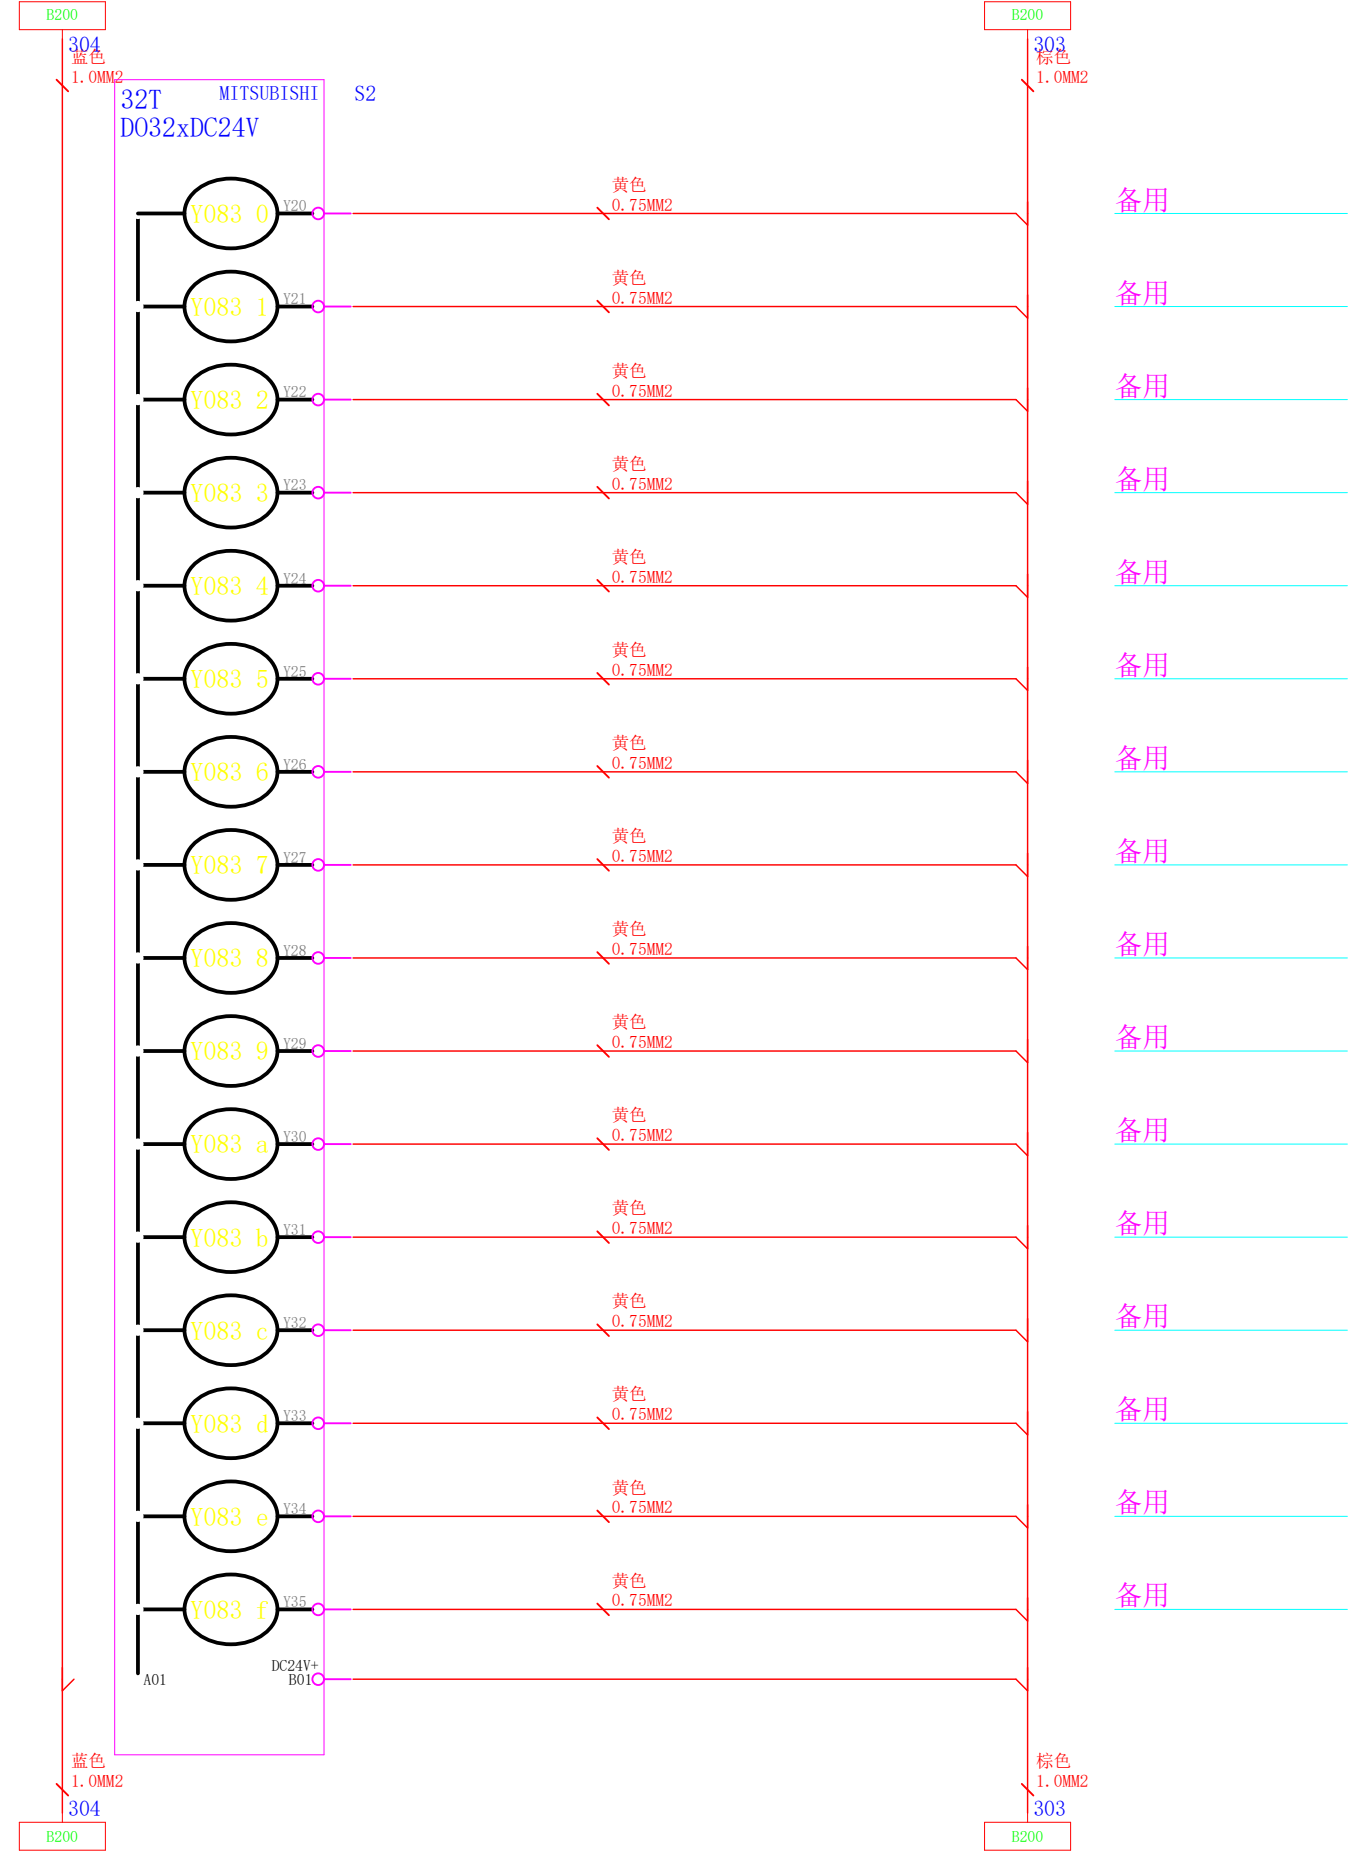 B200
B200
304
303
蓝色
1.0MM2
棕色
1.0MM2
32T
MITSUBISHI
S2
DO32xDC24V
Y083 0
Y20
黄色
0.75MM2
备用
Y083 1
Y21
黄色
0.75MM2
备用
Y083 2
Y22
黄色
0.75MM2
备用
Y083 3
Y23
黄色
0.75MM2
备用
Y083 4
Y24
黄色
0.75MM2
备用
Y083 5
Y25
黄色
0.75MM2
备用
Y083 6
Y26
黄色
0.75MM2
备用
Y083 7
Y27
黄色
0.75MM2
备用
Y083 8
Y28
黄色
0.75MM2
备用
Y083 9
Y29
黄色
0.75MM2
备用
Y083 a
Y30
黄色
0.75MM2
备用
Y083 b
Y31
黄色
0.75MM2
备用
Y083 c
Y32
黄色
0.75MM2
备用
Y083 d
Y33
黄色
0.75MM2
备用
Y083 e
Y34
黄色
0.75MM2
备用
Y083 f
Y35
黄色
0.75MM2
备用
DC24V+
A01
B01
蓝色
1.0MM2
棕色
1.0MM2
304
303
B200
B200